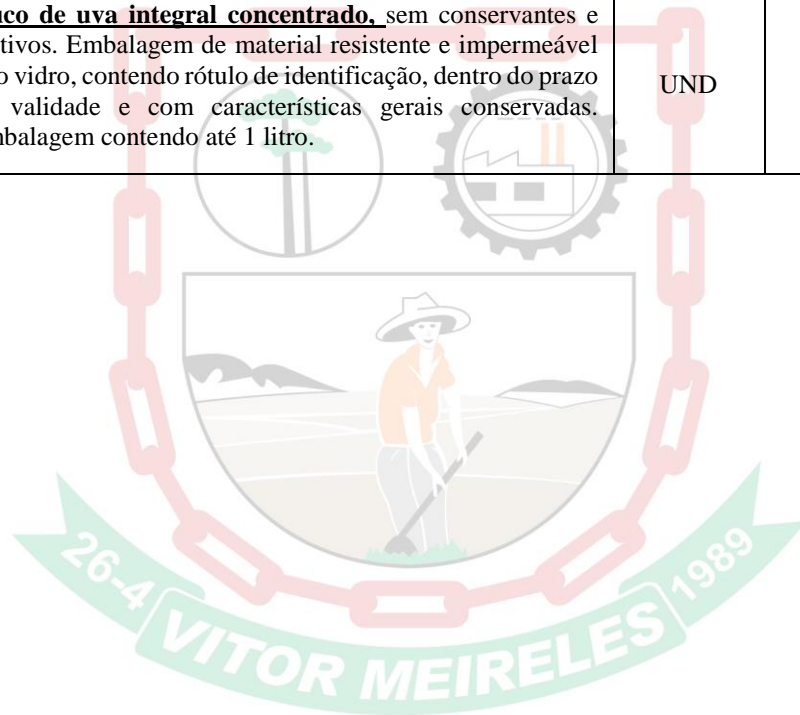 uco de uva integral concentrado, sem conservantes e
tivos. Embalagem de material resistente e impermeável
o vidro, contendo rótulo de identificação, dentro do prazo
validade e com características gerais conservadas.
mbalagem contendo até 1 litro.
UND
26-4 VITOR MEIRELES 1989